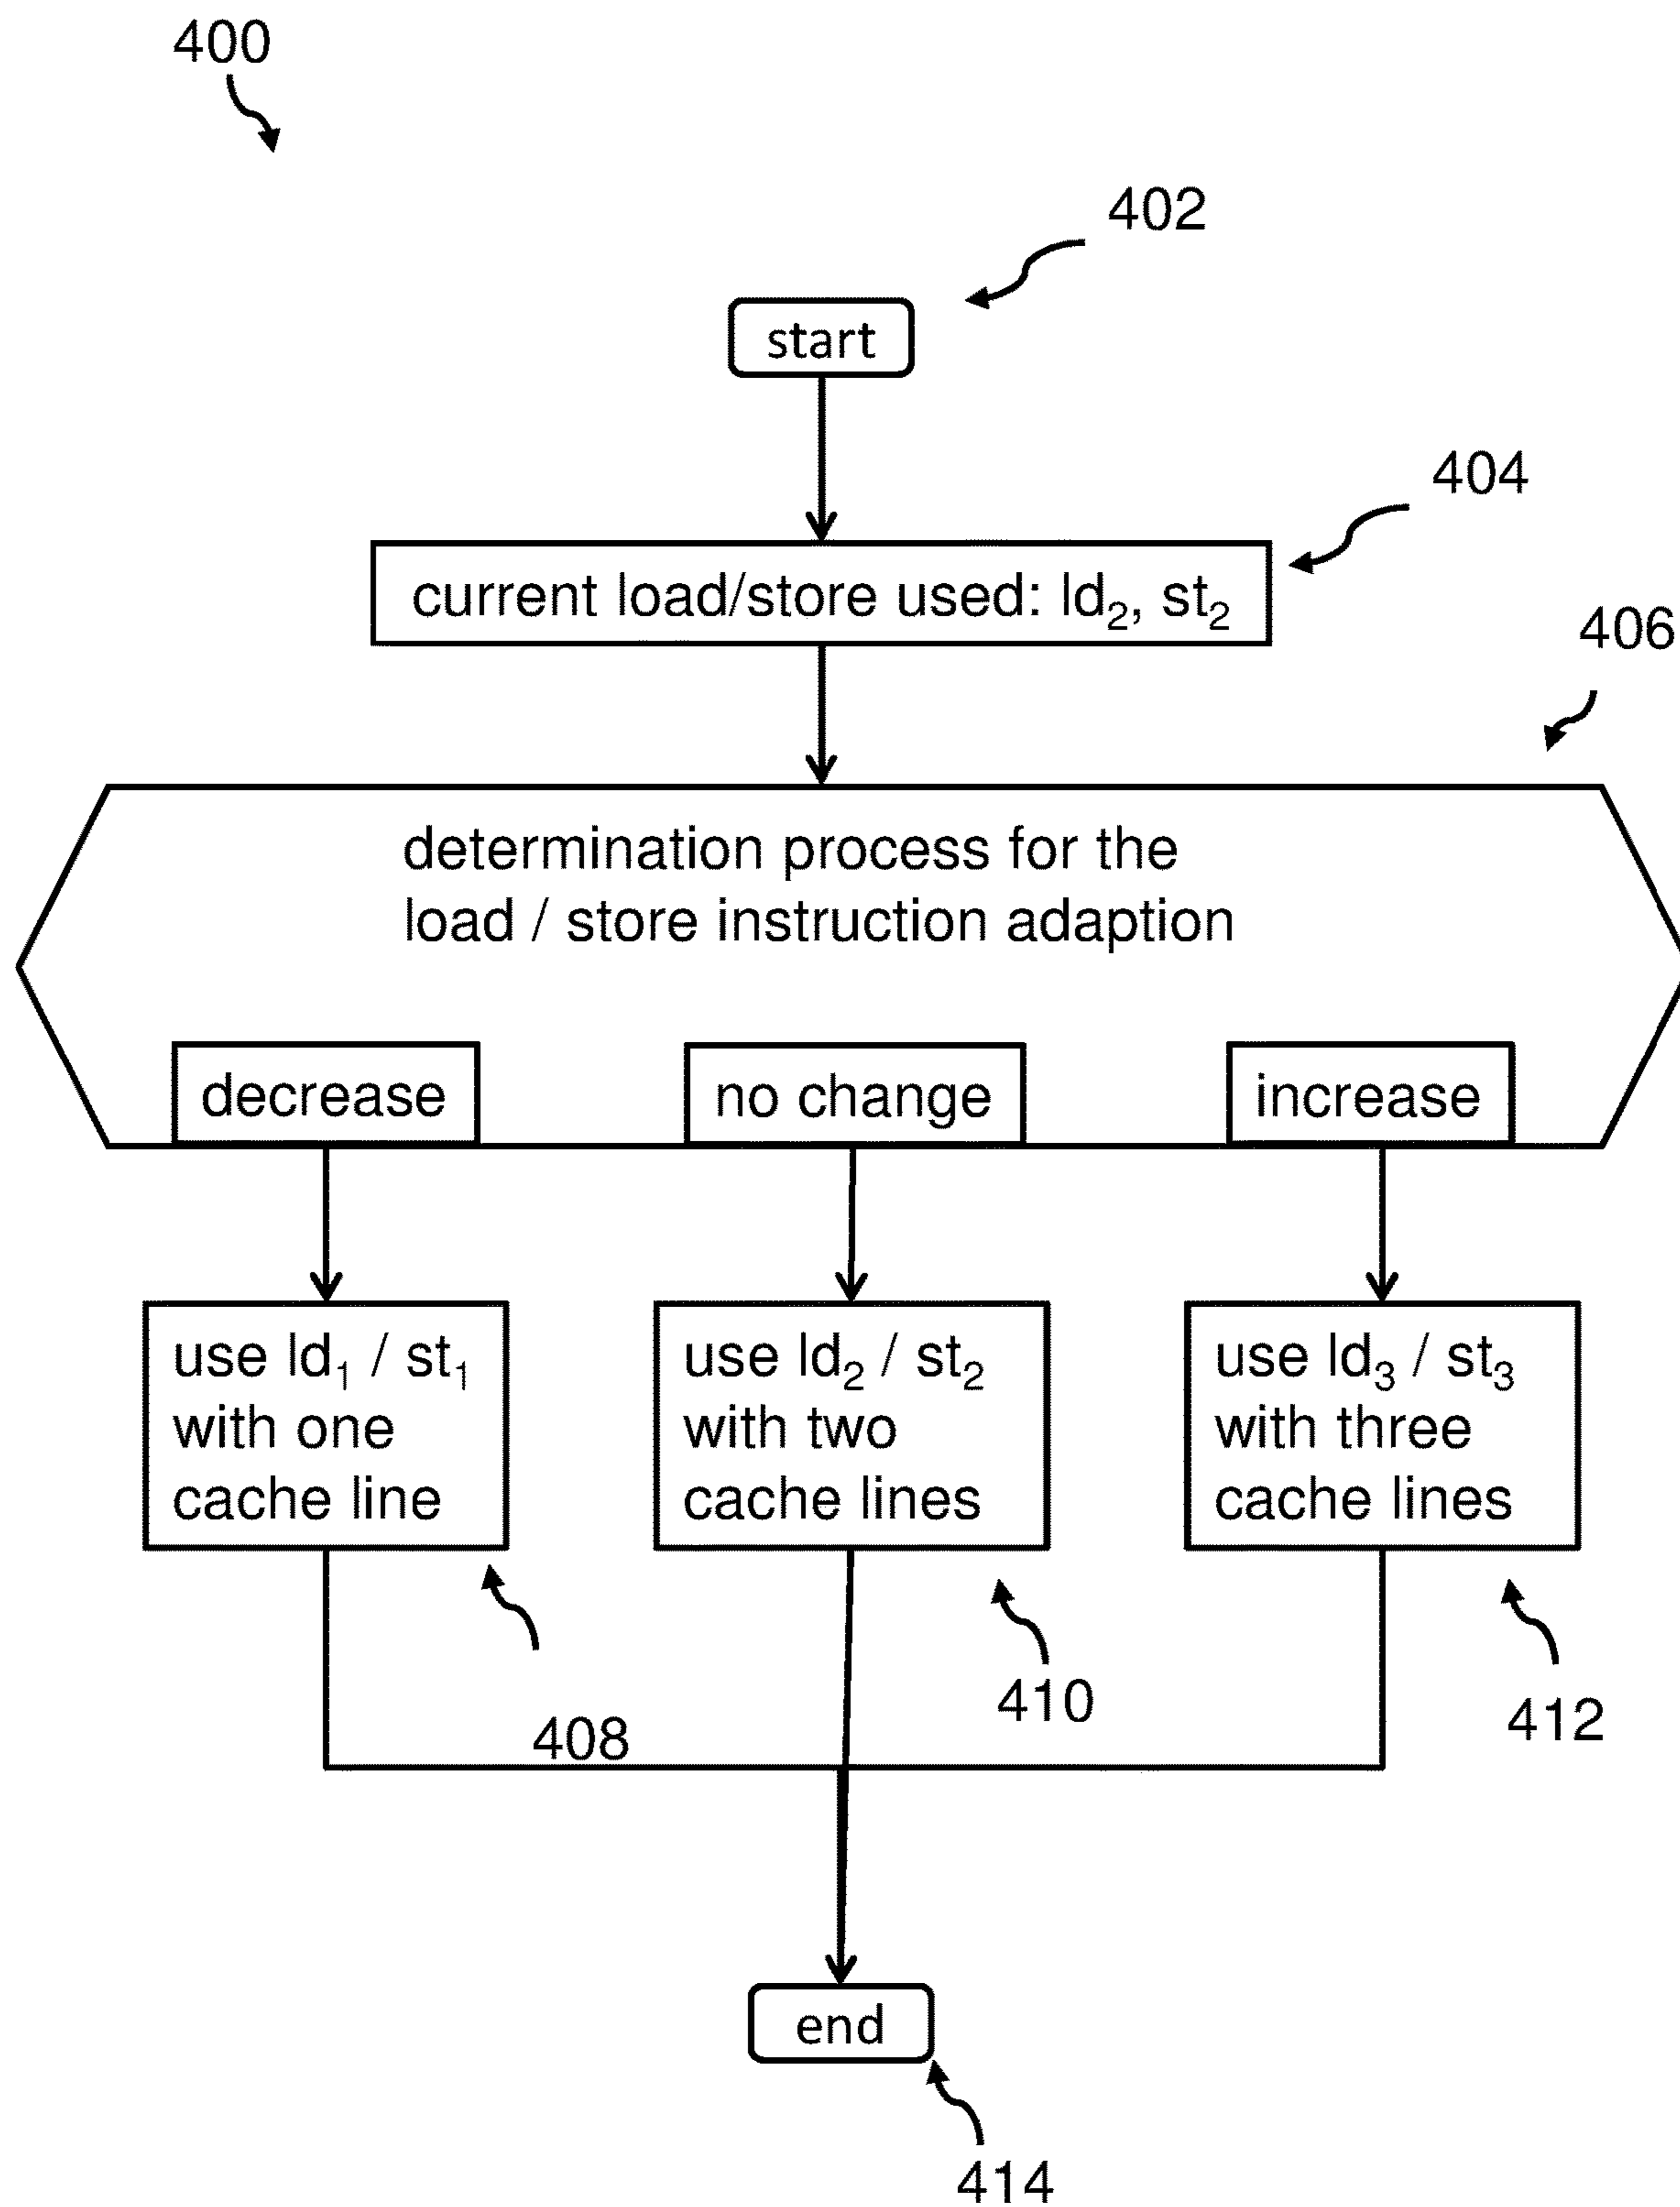 400
402
start
404
current load/store used: ld₂, st₂
406
determination process for the
load / store instruction adaption
decrease
no change
increase
use ld₁ / st₁
with one
cache line
use ld₂ / st₂
with two
cache lines
use ld₃ / st₃
with three
cache lines
408
410
412
end
414